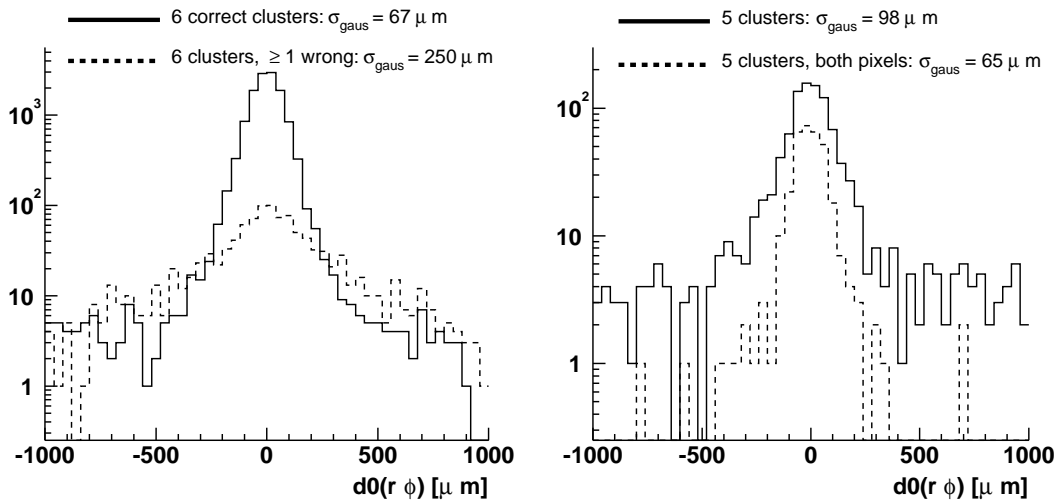 6 correct clusters: σgaus = 67 μ m
6 clusters, ≥ 1 wrong: σgaus = 250 μ m
10³
10²
10
1
-1000 -500 0 500 1000
d0(r ϕ) [μ m]
5 clusters: σgaus = 98 μ m
5 clusters, both pixels: σgaus = 65 μ m
10²
10
1
-1000 -500 0 500 1000
d0(r ϕ) [μ m]